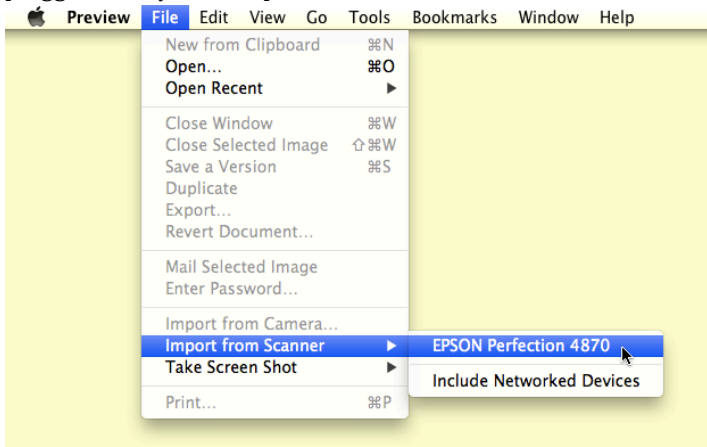 Preview File Edit View Go Tools Bookmarks Window Help
New from Clipboard ⌘N
Open... ⌘O
Open Recent ▶
Close Window ⌘W
Close Selected Image ⇧⌘W
Save a Version ⌘S
Duplicate
Export...
Revert Document...
Mail Selected Image
Enter Password...
Import from Camera...
Import from Scanner ▶ EPSON Perfection 4870
Take Screen Shot ▶
Include Networked Devices
Print... ⌘P